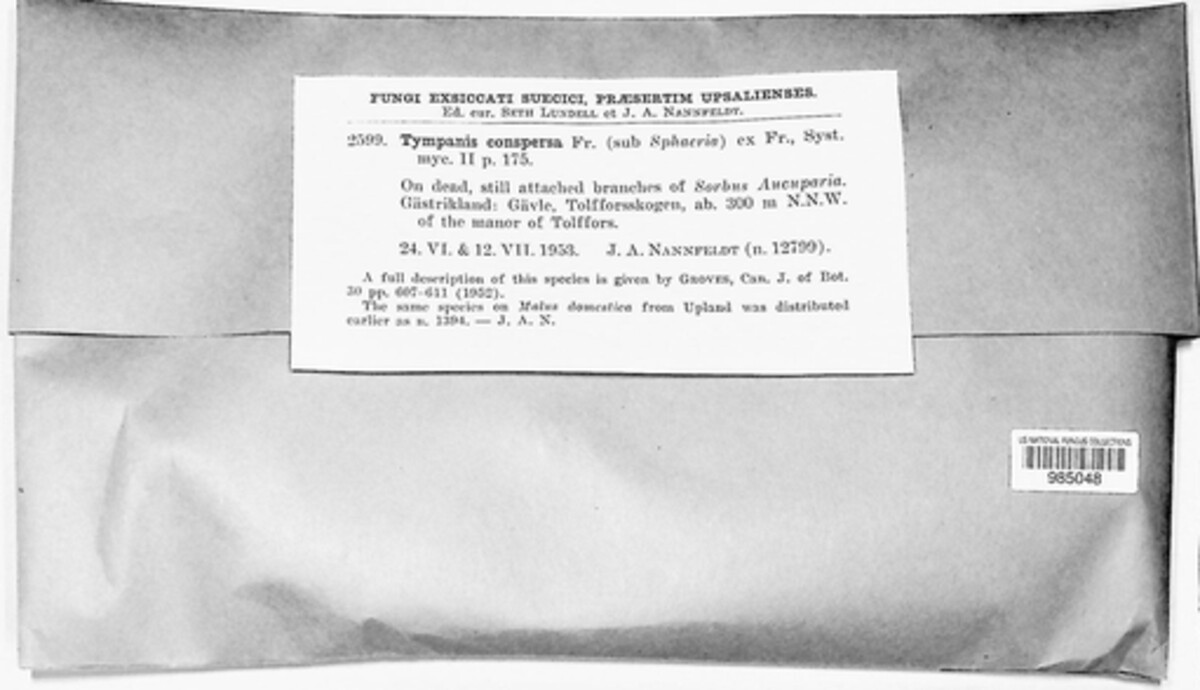 FUNGI EXSICCATI SUECICI, PRÆSERTIM UPSALIENSES.
Ed. cur. SETH LUNDELL et J. A. NANNFELDT.
2599. Tympanis conspersa Fr. (sub Sphaeria) ex Fr., Syst.
myc. II p. 175.
On dead, still attached branches of Sorbus Aucuparia.
Gästrikland: Gävle, Tolfforsskogen, ab. 300 m N.N.W.
of the manor of Tolffors.
24. VI. & 12. VII. 1953. J. A. NANNFELDT (n. 12799).
A full description of this species is given by GROVES, Can. J. of Bot.
30 pp. 607-611 (1952).
The same species on Malus domestica from Upland was distributed
earlier as n. 1394. — J. A. N.
US NATIONAL FUNGUS COLLECTIONS
985048